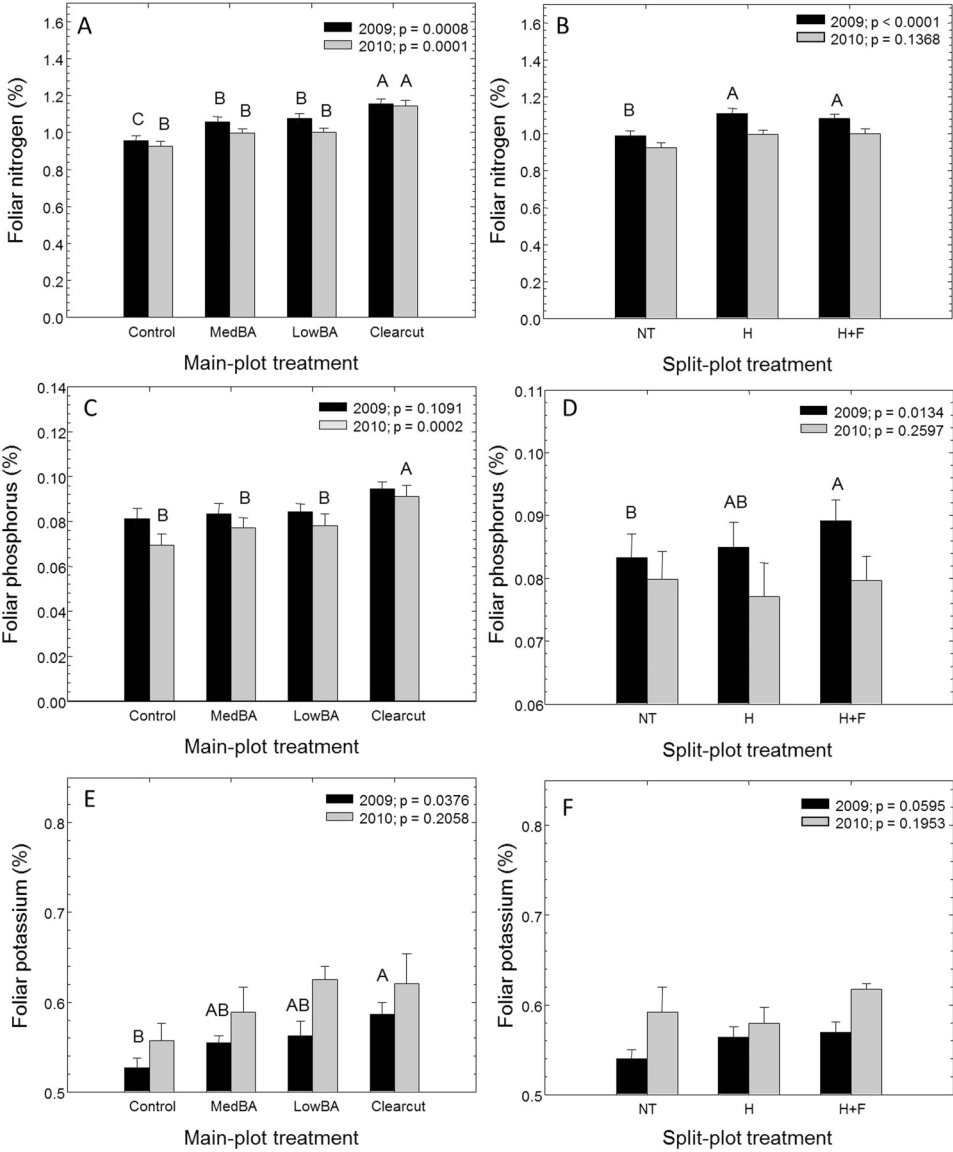 A
2009; p = 0.0008
2010; p = 0.0001
Foliar nitrogen (%)
1.6
1.4
1.2
1.0
0.8
0.6
0.4
0.2
0.0
C B
B B
B B
A A
Control MedBA LowBA Clearcut
Main-plot treatment
B
2009; p < 0.0001
2010; p = 0.1368
Foliar nitrogen (%)
1.6
1.4
1.2
1.0
0.8
0.6
0.4
0.2
0.0
B
A
A
NT H H+F
Split-plot treatment
C
2009; p = 0.1091
2010; p = 0.0002
Foliar phosphorus (%)
0.14
0.12
0.10
0.08
0.06
0.04
0.02
0.00
B
B
B
A
Control MedBA LowBA Clearcut
Main-plot treatment
D
2009; p = 0.0134
2010; p = 0.2597
Foliar phosphorus (%)
0.11
0.10
0.09
0.08
0.07
0.06
B
AB
A
NT H H+F
Split-plot treatment
E
2009; p = 0.0376
2010; p = 0.2058
Foliar potassium (%)
0.8
0.7
0.6
0.5
B
AB
AB
A
Control MedBA LowBA Clearcut
Main-plot treatment
F
2009; p = 0.0595
2010; p = 0.1953
Foliar potassium (%)
0.8
0.7
0.6
0.5
NT H H+F
Split-plot treatment